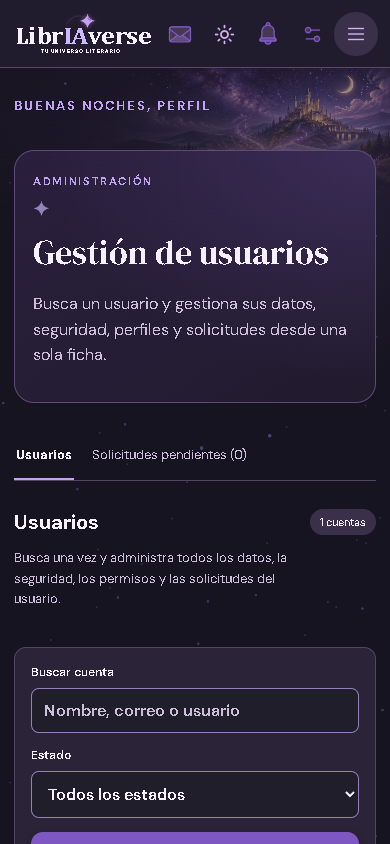 LibrIAverse
TU UNIVERSO LITERARIO
BUENAS NOCHES, PERFIL
ADMINISTRACIÓN
Gestión de usuarios
Busca un usuario y gestiona sus datos,
seguridad, perfiles y solicitudes desde una
sola ficha.
Usuarios
Solicitudes pendientes (0)
Usuarios
1 cuentas
Busca una vez y administra todos los datos, la
seguridad, los permisos y las solicitudes del
usuario.
Buscar cuenta
Nombre, correo o usuario
Estado
Todos los estados